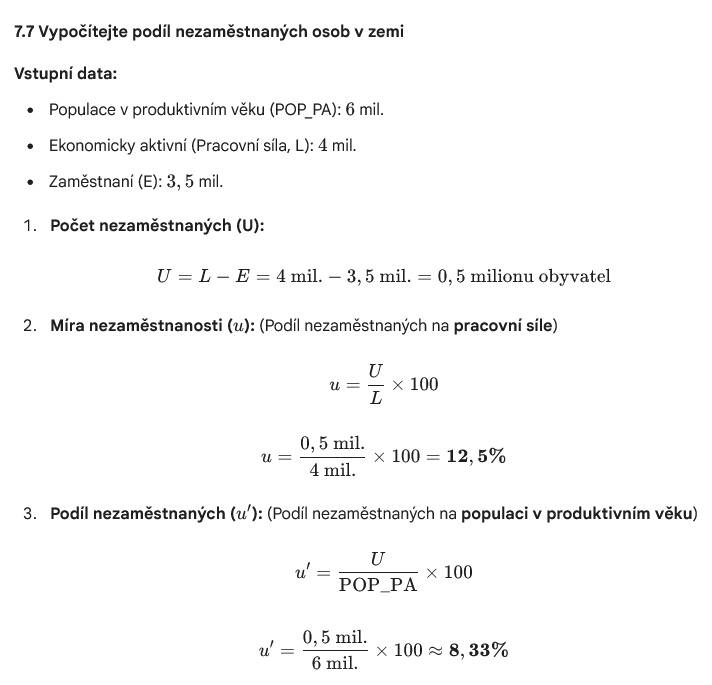 7.7 Vypočítejte podíl nezaměstnaných osob v zemi
Vstupní data:
• Populace v produktivním věku (POP_PA): 6 mil.
• Ekonomicky aktivní (Pracovní síla, L): 4 mil.
• Zaměstnaní (E): 3, 5 mil.
1. Počet nezaměstnaných (U):
U = L − E = 4 mil. − 3, 5 mil. = 0, 5 milionu obyvatel
2. Míra nezaměstnanosti (u): (Podíl nezaměstnaných na pracovní síle)
u = U/L × 100
u = 0, 5 mil./4 mil. × 100 = 12, 5%
3. Podíl nezaměstnaných (u′): (Podíl nezaměstnaných na populaci v produktivním věku)
u′ = U/POP_PA × 100
u′ = 0, 5 mil./6 mil. × 100 ≈ 8, 33%